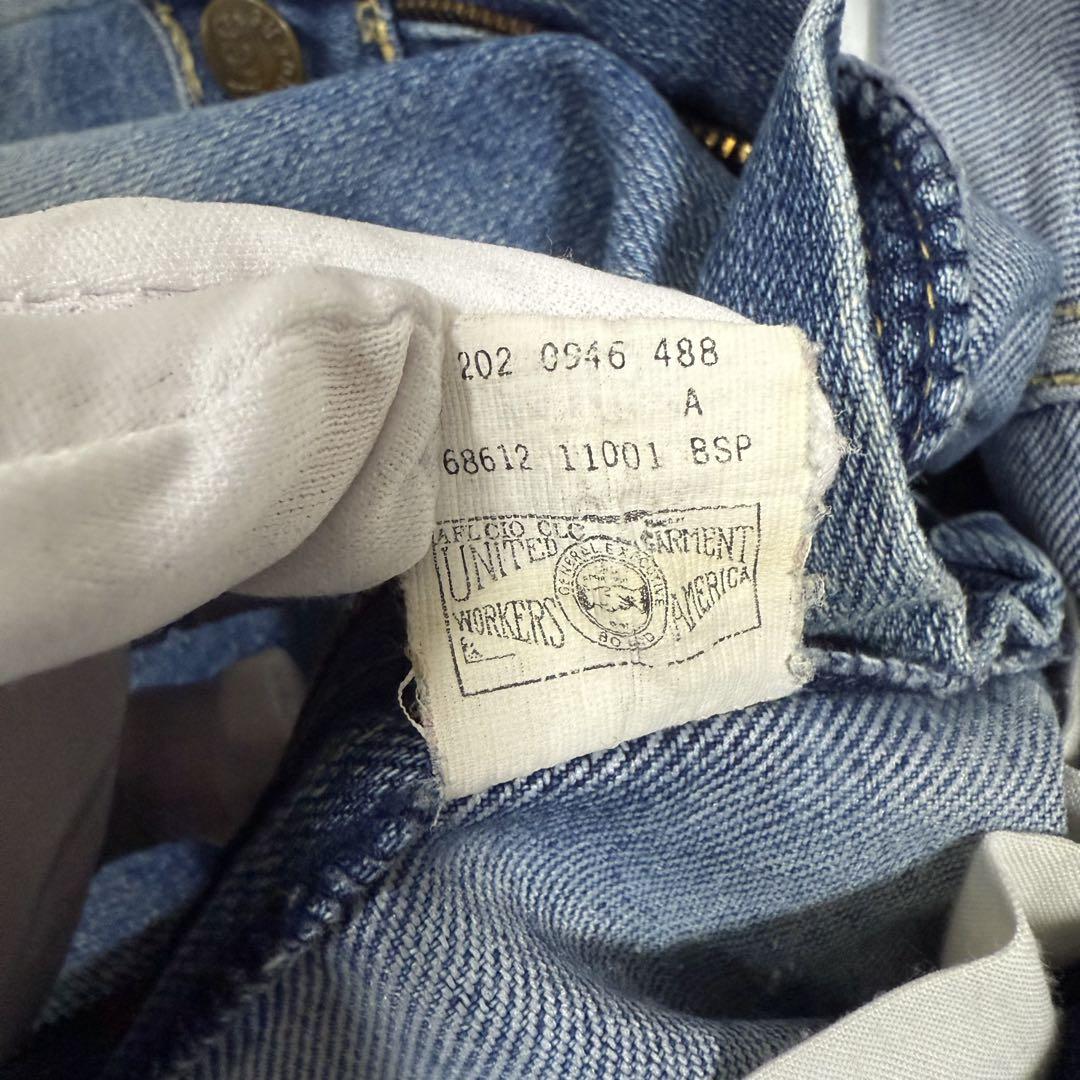 202 0946 488
A
68612 11001 BSP
AFL CIO CLC
UNITED GARMENT
WORKERS AMERICA
GENERAL EXECUTIVE
BOARD